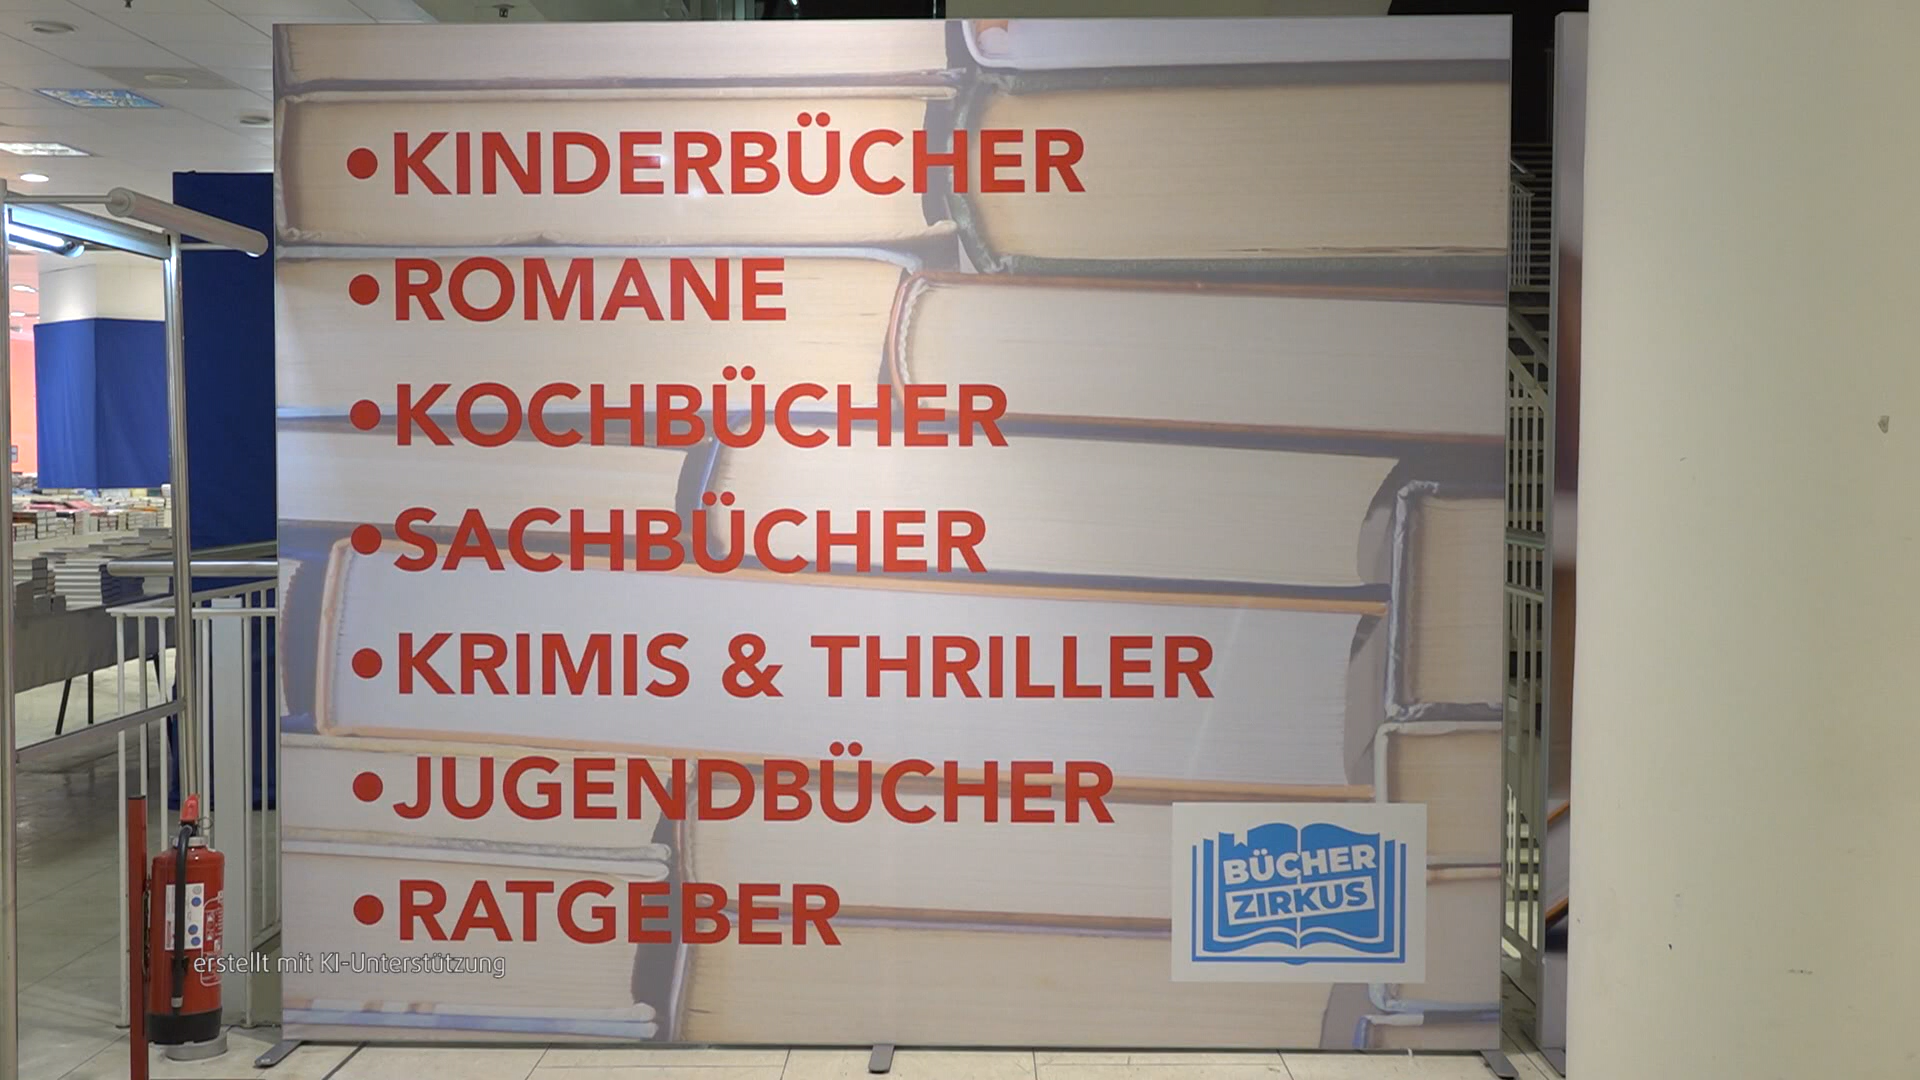 •KINDERBÜCHER
•ROMANE
•KOCHBÜCHER
•SACHBÜCHER
•KRIMIS & THRILLER
•JUGENDBÜCHER
•RATGEBER
BÜCHER
ZIRKUS
erstellt mit KI-Unterstützung